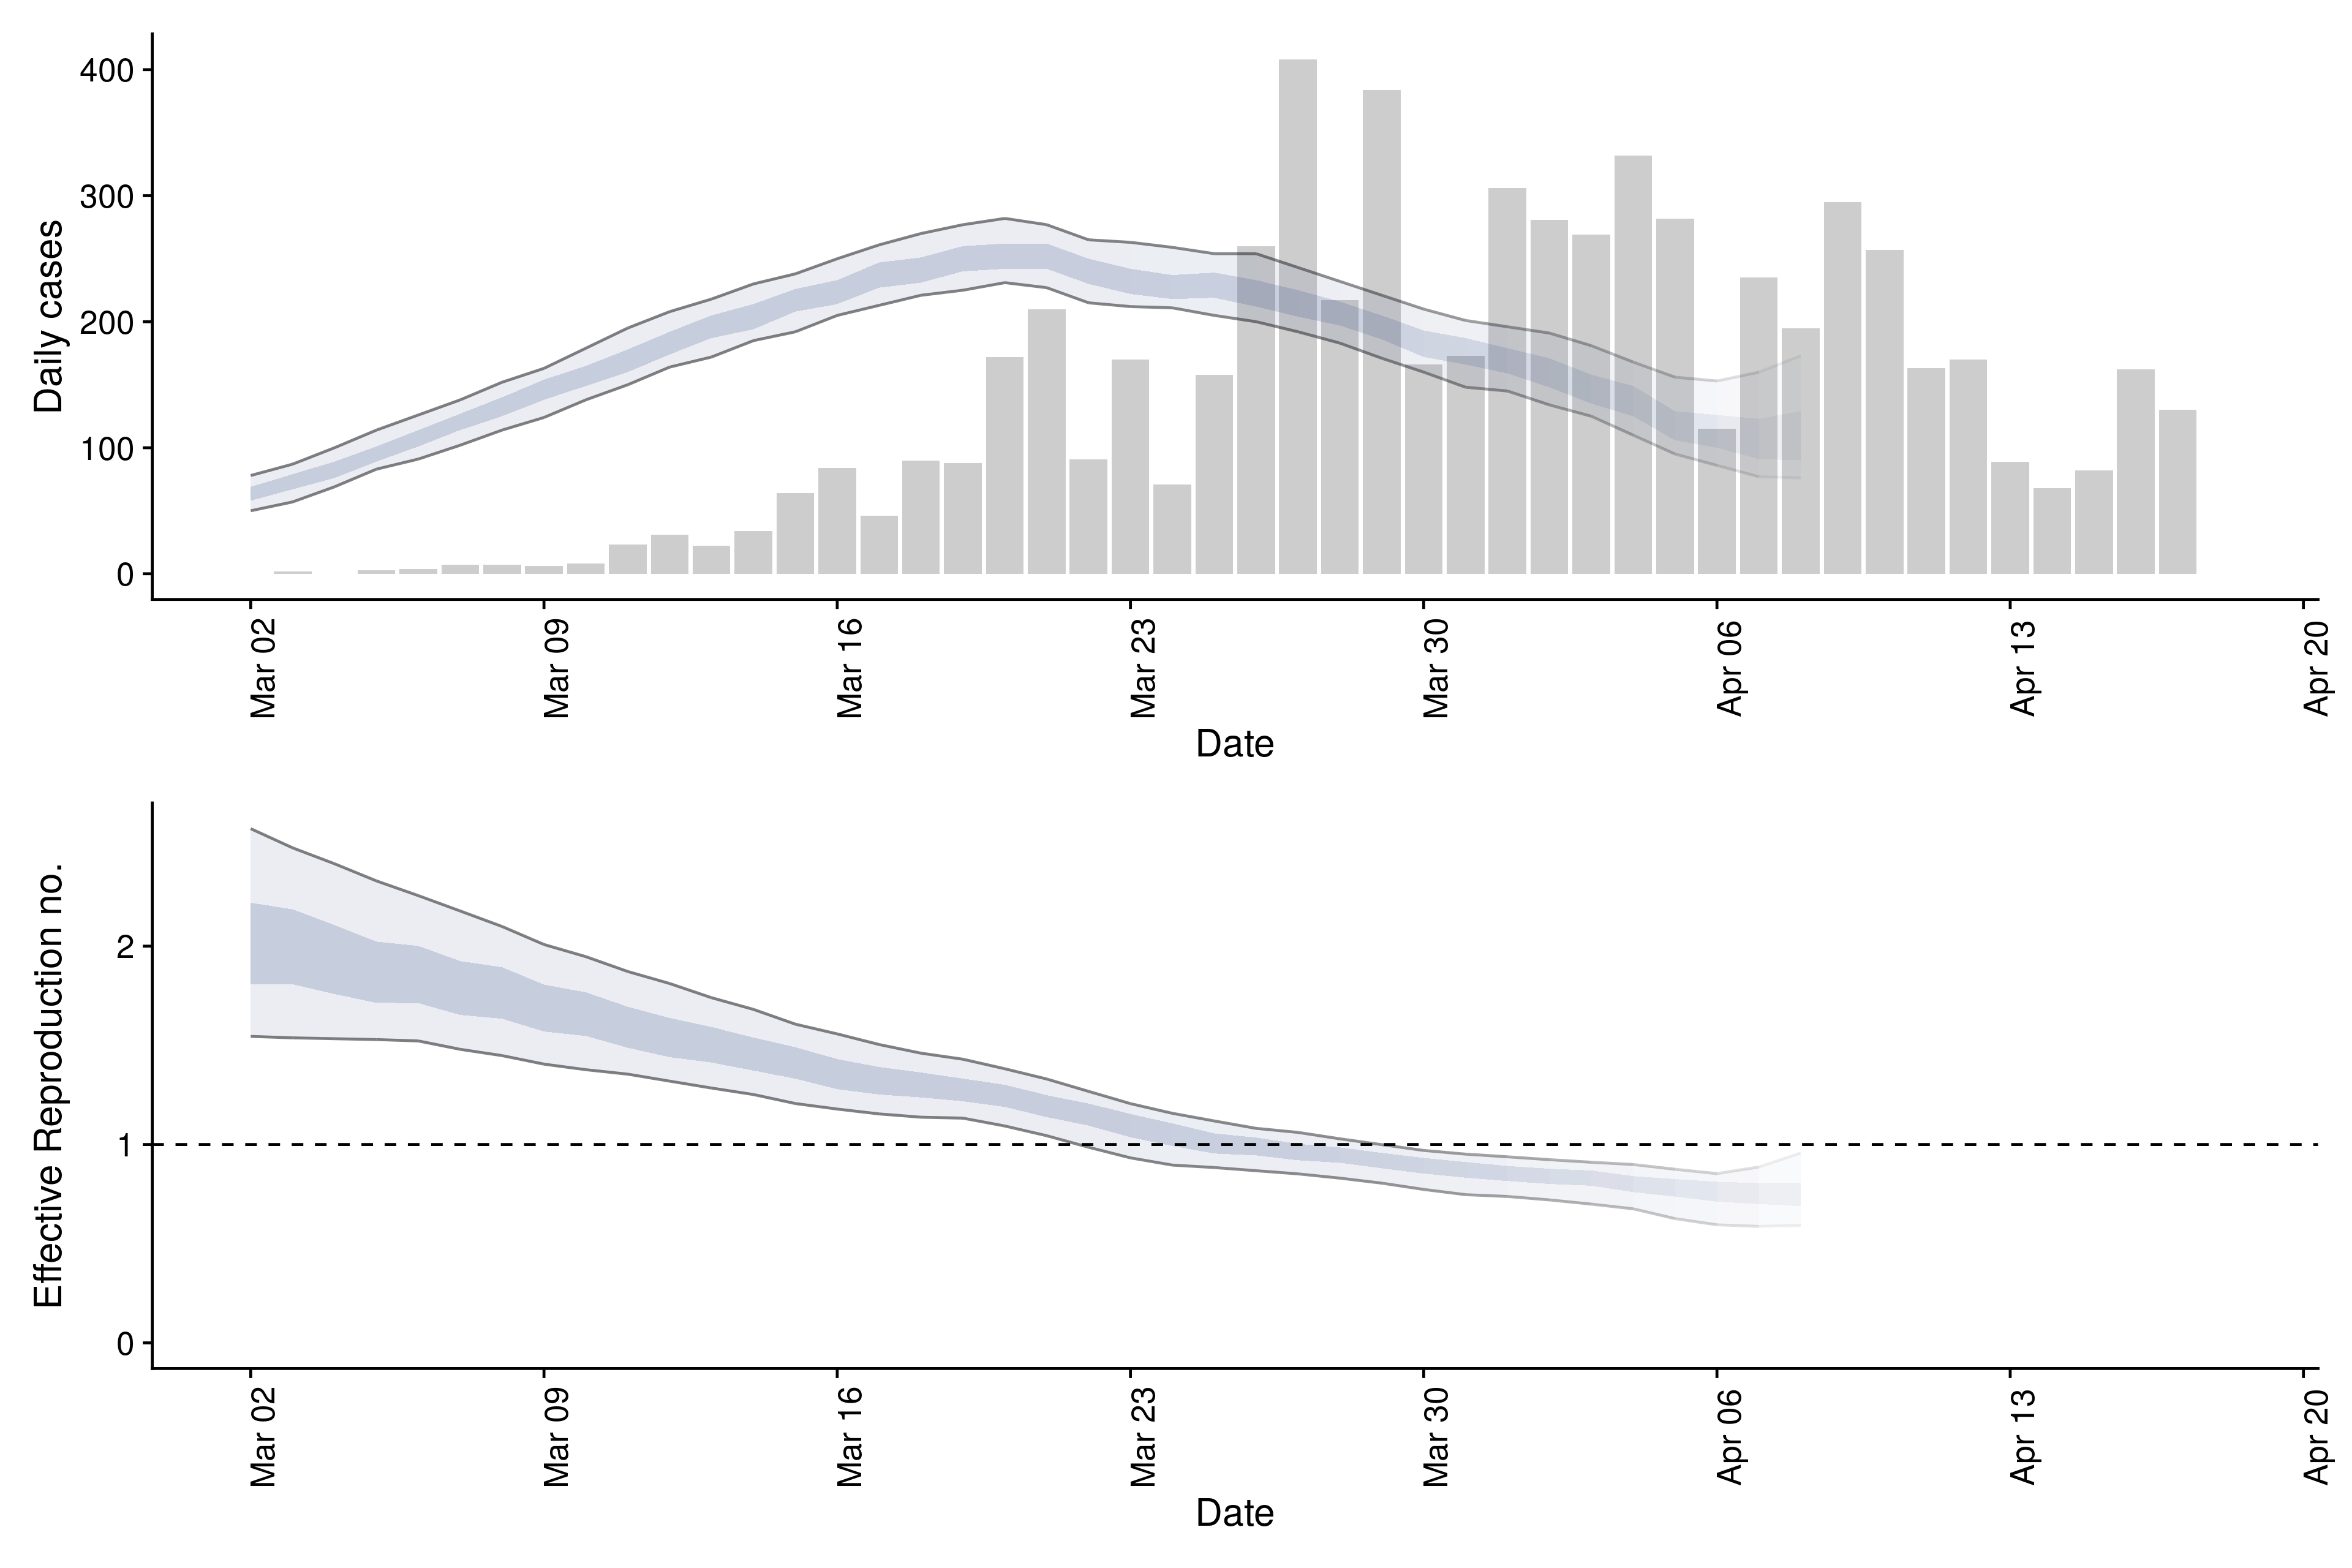 Daily cases
400
300
200
100
0
Mar 02 Mar 09 Mar 16 Mar 23 Mar 30 Apr 06 Apr 13 Apr 20
Date
Effective Reproduction no.
2
1
0
Mar 02 Mar 09 Mar 16 Mar 23 Mar 30 Apr 06 Apr 13 Apr 20
Date